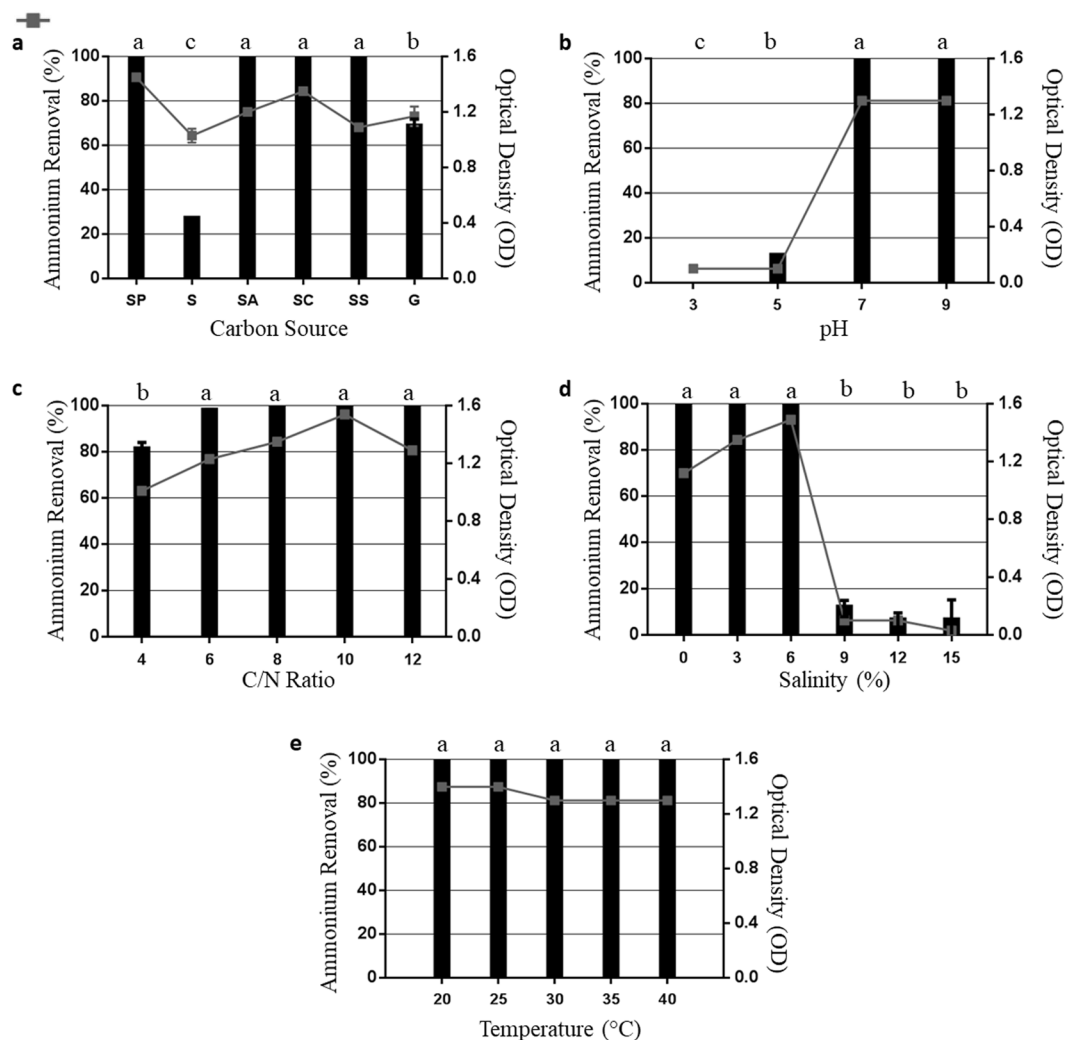 a
a c a a a b
Ammonium Removal (%)
100
80
60
40
20
0
1.6
1.2
0.8
0.4
0.0
Optical Density (OD)
SP S SA SC SS G
Carbon Source
b
c b a a
Ammonium Removal (%)
100
80
60
40
20
0
1.6
1.2
0.8
0.4
0.0
Optical Density (OD)
3 5 7 9
pH
c
b a a a a
Ammonium Removal (%)
100
80
60
40
20
0
1.6
1.2
0.8
0.4
0.0
Optical Density (OD)
4 6 8 10 12
C/N Ratio
d
a a a b b b
Ammonium Removal (%)
100
80
60
40
20
0
1.6
1.2
0.8
0.4
0.0
Optical Density (OD)
0 3 6 9 12 15
Salinity (%)
e
a a a a a
Ammonium Removal (%)
100
80
60
40
20
0
1.6
1.2
0.8
0.4
0.0
Optical Density (OD)
20 25 30 35 40
Temperature (°C)